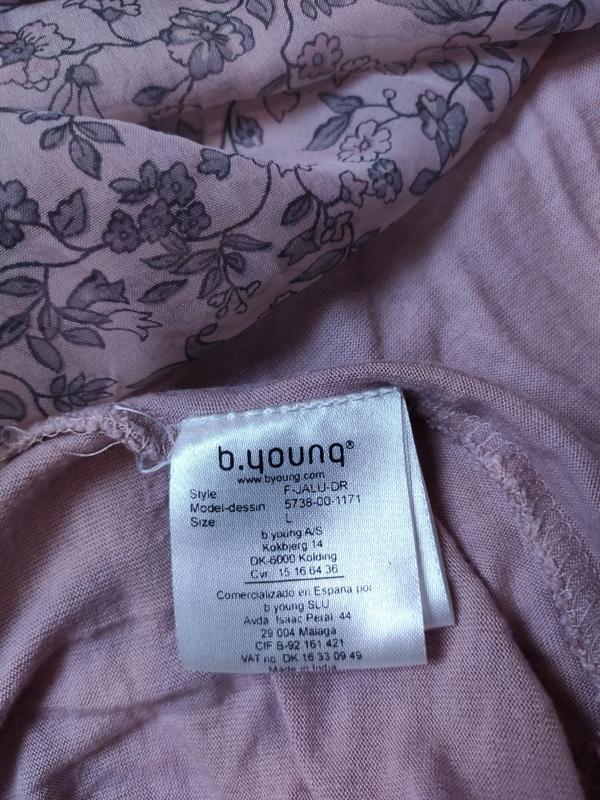 b.young®
www.byoung.com
Style F-JALU-DR
Model-dessin 5738-00-1171
Size L
b.young A/S
Kokbjerg 14
DK-6000 Kolding
Cvr. 15 16 64 36
Comercializado en España por
b.young SLU
Avda. Isaac Peral, 44
29 004 Malaga
CIF B-92 161 421
VAT no. DK 16 33 09 49
Made in India